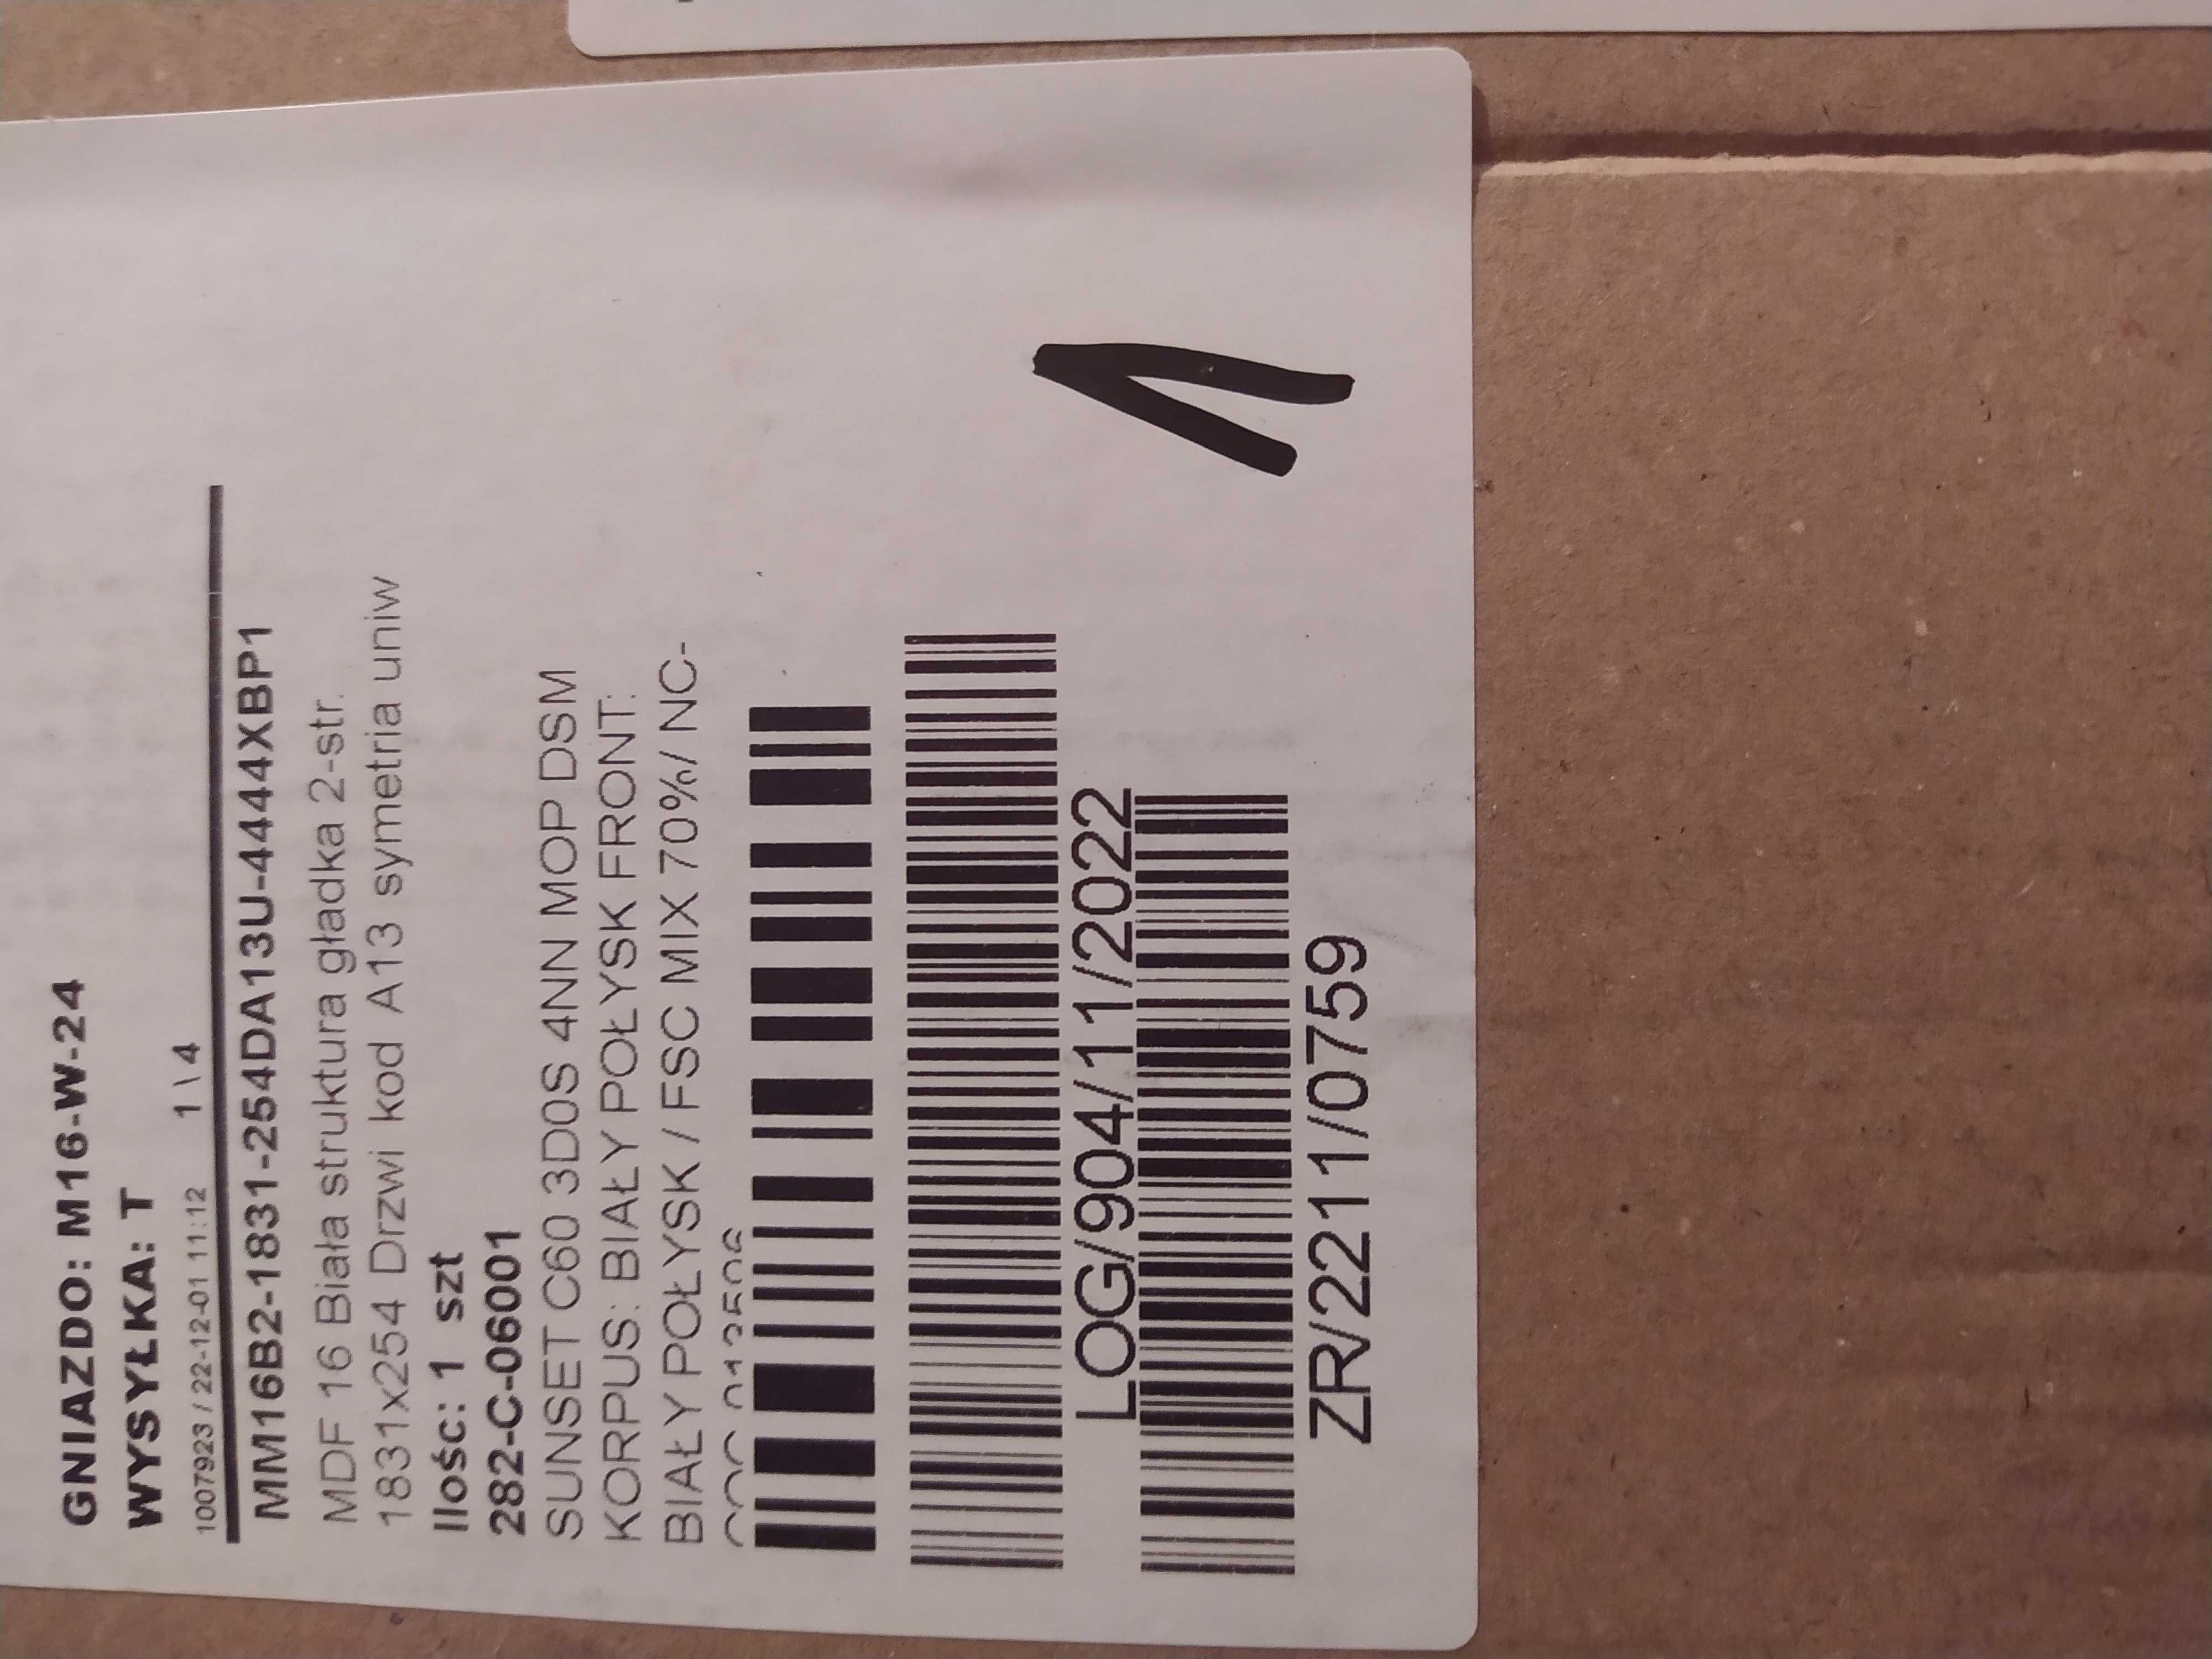 GNIAZDO: M16-W-24
WYSYŁKA: T
1007923 / 22-12-01 11:12 1 \ 4
MM16B2-1831-254DA13U-4444XBP1
MDF 16 Biała struktura gładka 2-str.
1831x254 Drzwi kod A13 symetria uniw
Ilośc: 1 szt
282-C-06001
SUNSET C60 3D0S 4NN MOP DSM
KORPUS: BIAŁY POŁYSK FRONT:
BIAŁY POŁYSK / FSC MIX 70%/ NC-
LOG/904/11/2022
ZR/2211/0759
1